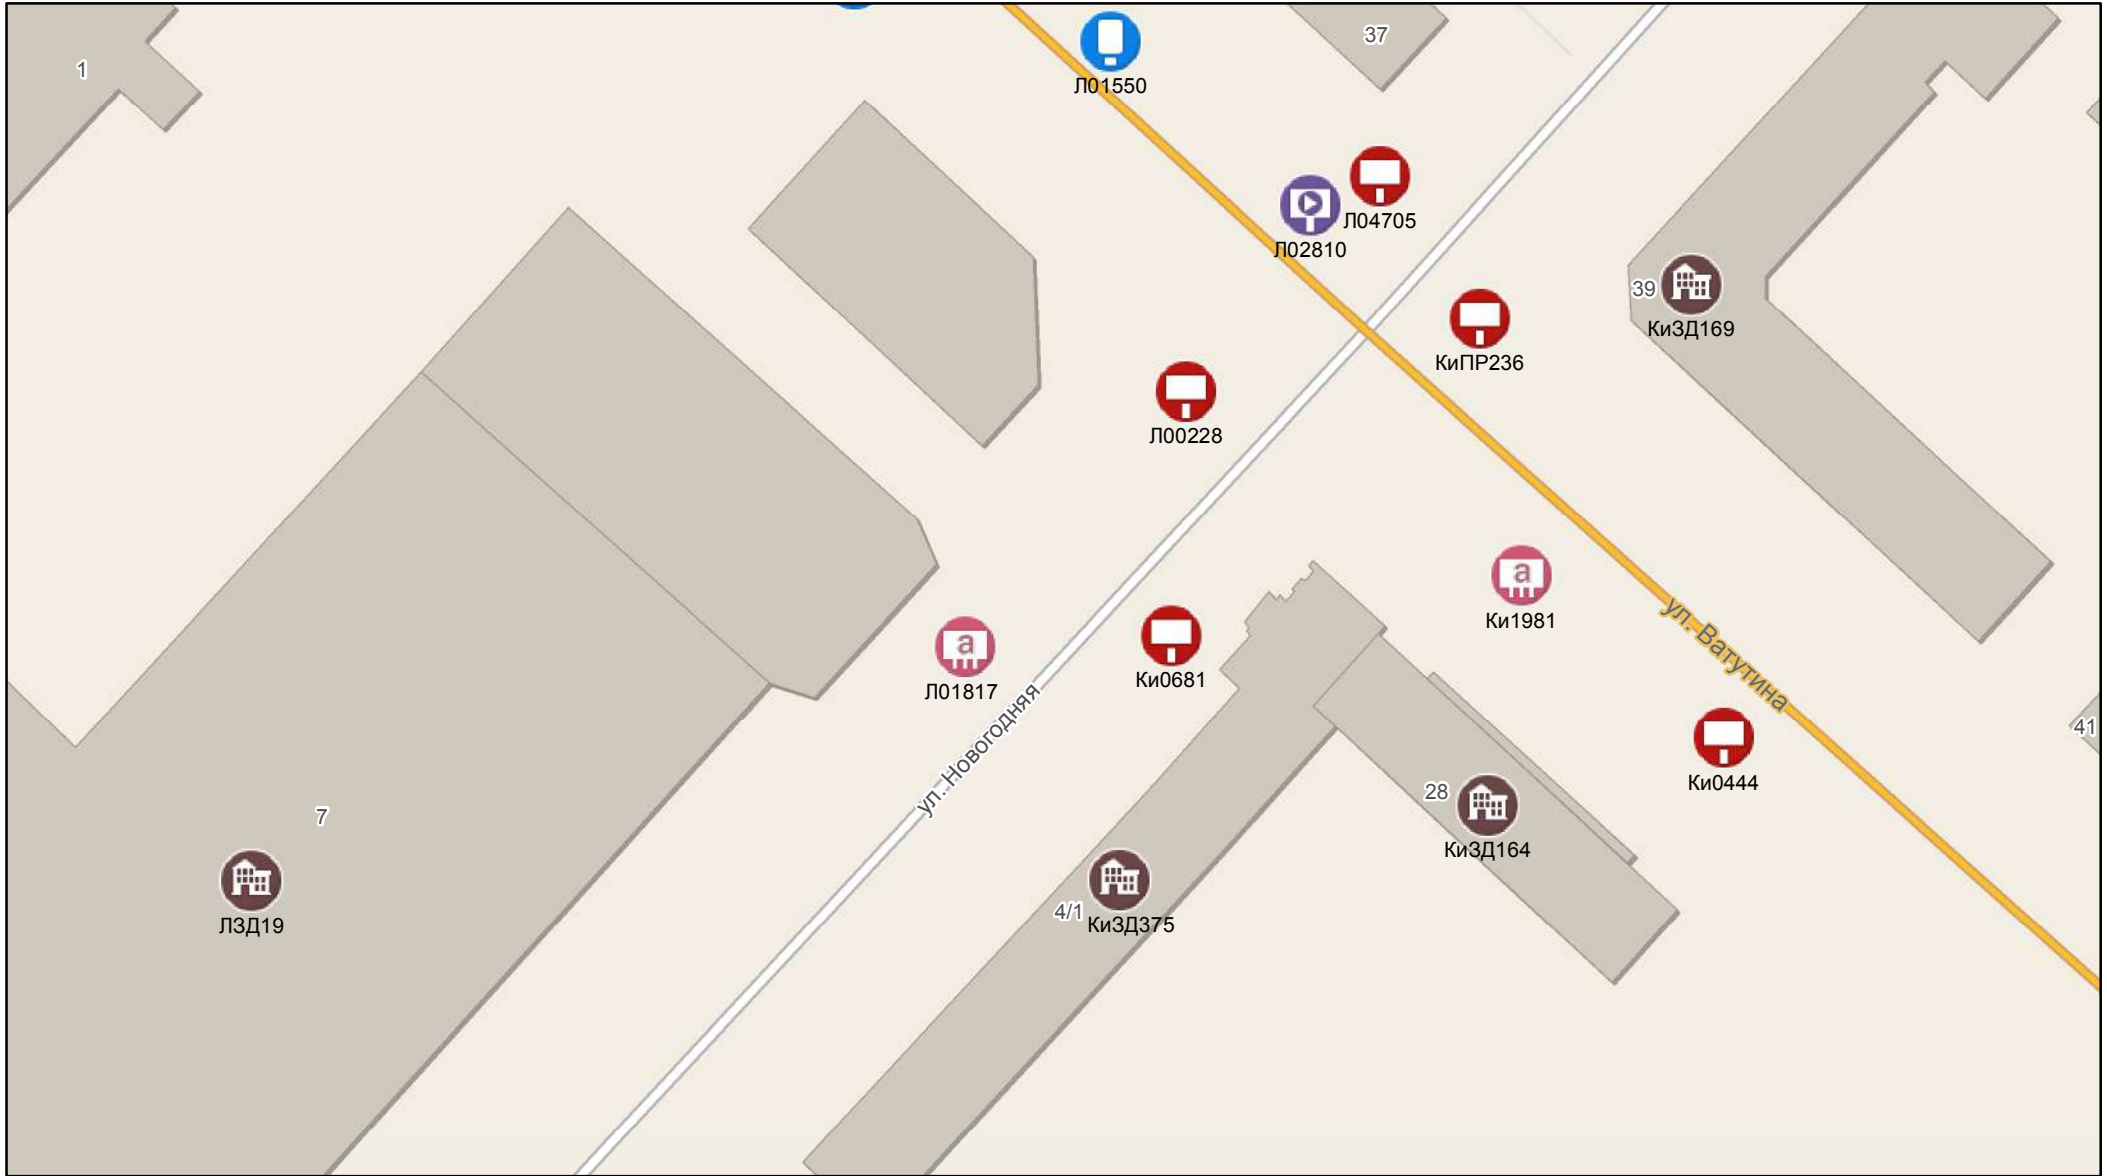 37
1
Л01550
Л04705
Л02810
39
КиЗД169
КиПР236
Л00228
а
Ки1981
ул. Ватутина
а
Л01817
Ки0681
ул. Новогодняя
41
Ки0444
28
КиЗД164
7
ЛЗД19
4/1
КиЗД375